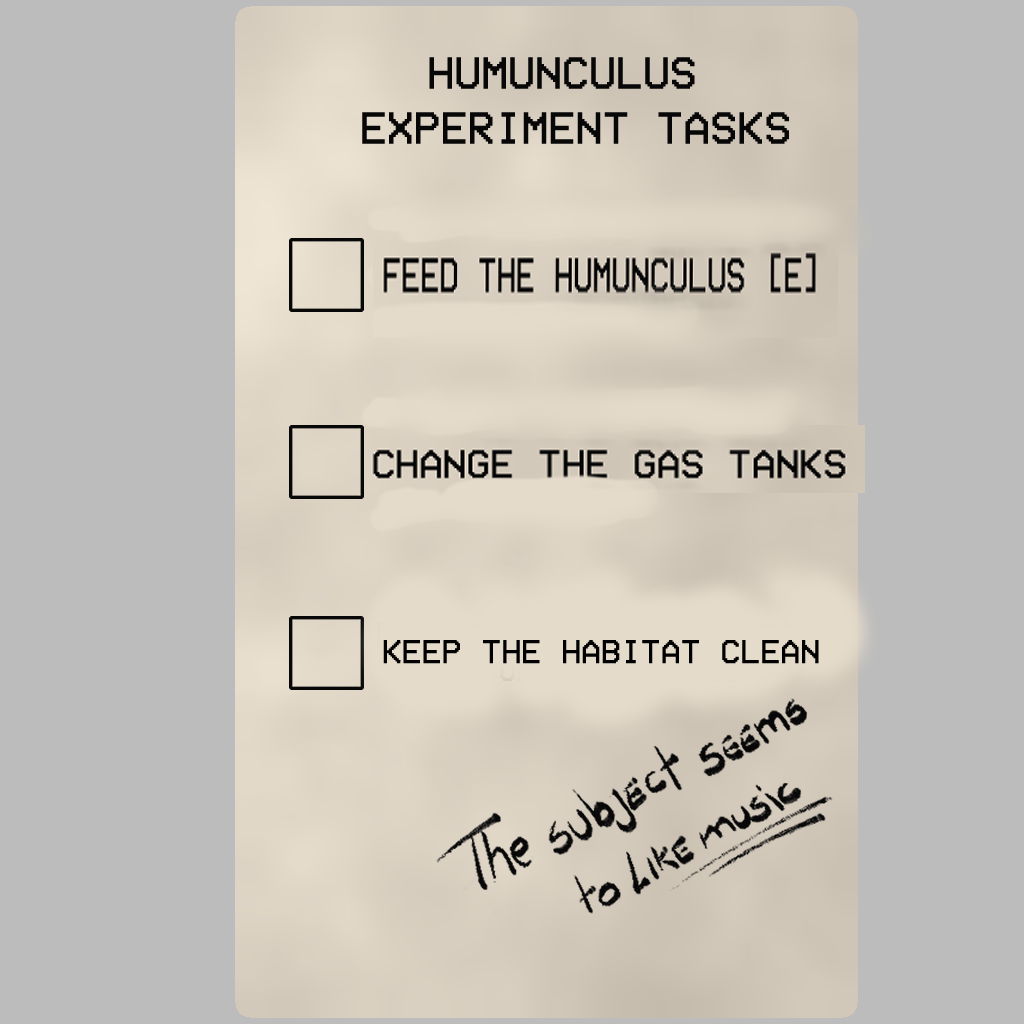 HUMUNCULUS
EXPERIMENT TASKS
FEED THE HUMUNCULUS [E]
CHANGE THE GAS TANKS
KEEP THE HABITAT CLEAN
The subject seems
to like music